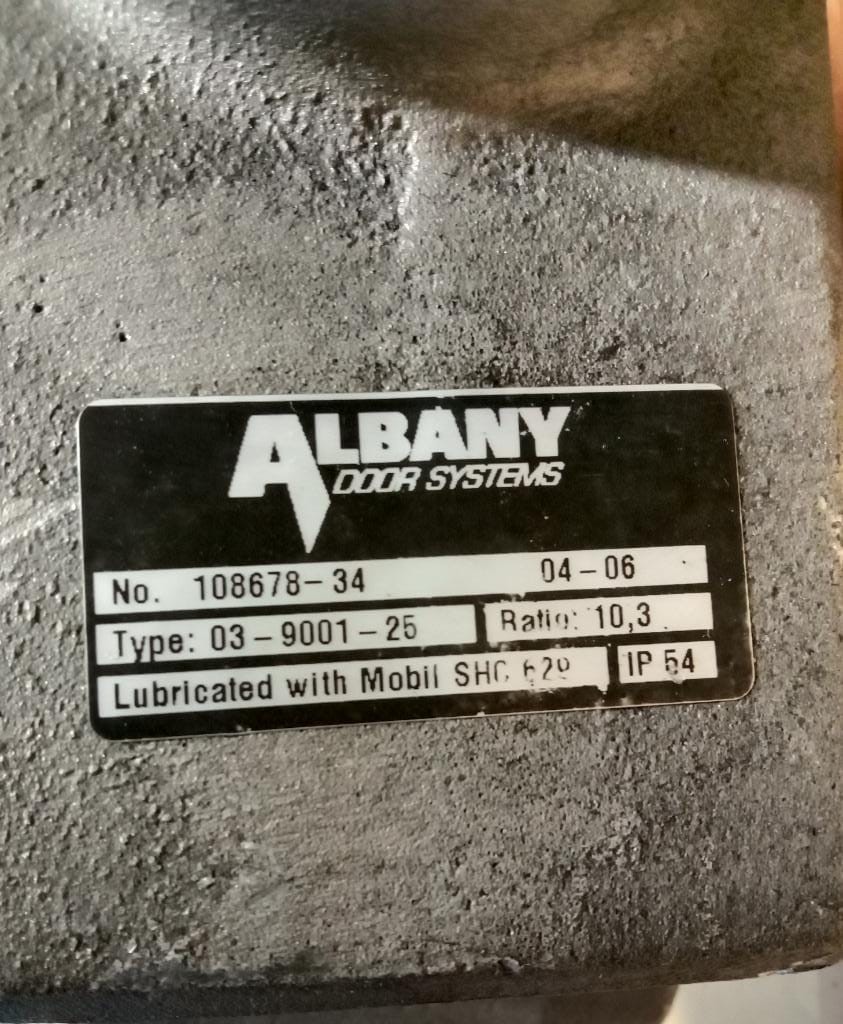 ALBANY
DOOR SYSTEMS
No. 108678-34 04-06
Type: 03-9001-25 Ratio: 10,3
Lubricated with Mobil SHC 629 IP 54